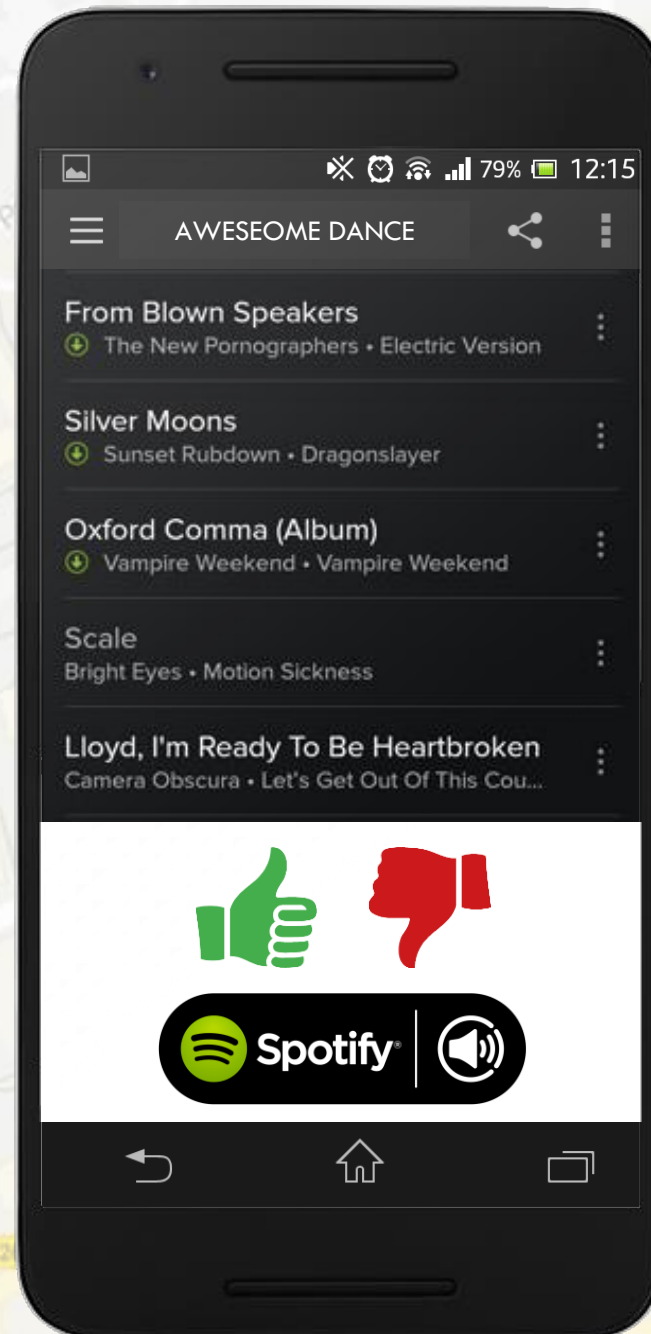 79% 12:15
AWESEOME DANCE
From Blown Speakers
The New Pornographers • Electric Version
Silver Moons
Sunset Rubdown • Dragonslayer
Oxford Comma (Album)
Vampire Weekend • Vampire Weekend
Scale
Bright Eyes • Motion Sickness
Lloyd, I'm Ready To Be Heartbroken
Camera Obscura • Let's Get Out Of This Cou...
Spotify®